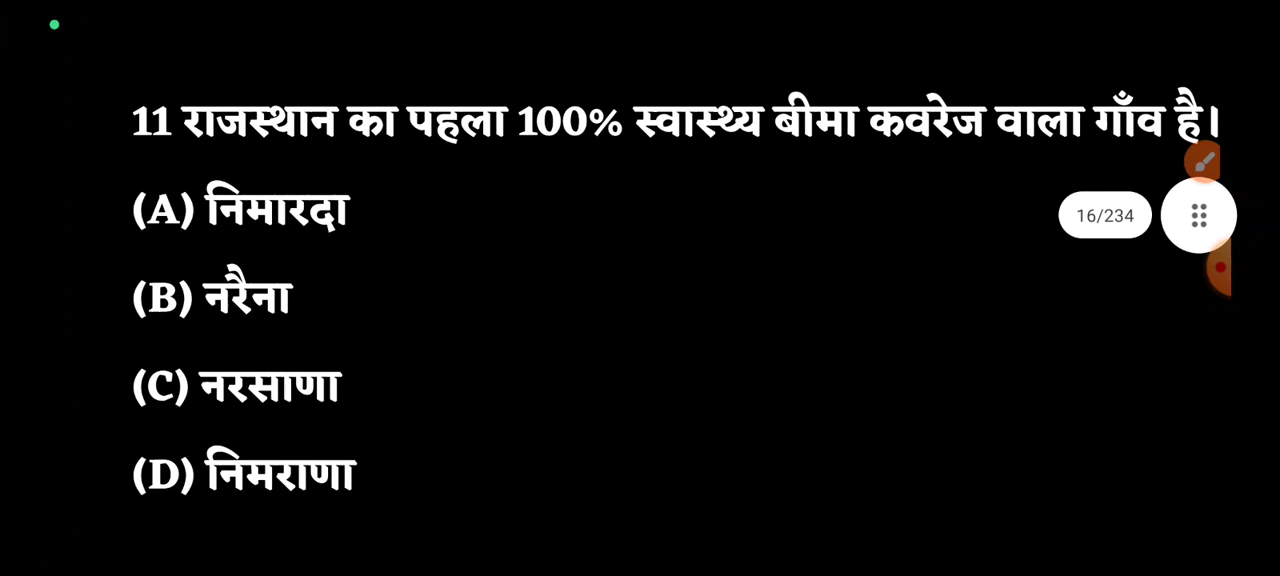 11 राजस्थान का पहला 100% स्वास्थ्य बीमा कवरेज वाला गाँव है।
(A) निमारदा
16/234
(B) नरैना
(C) नरसाणा
(D) निमराणा